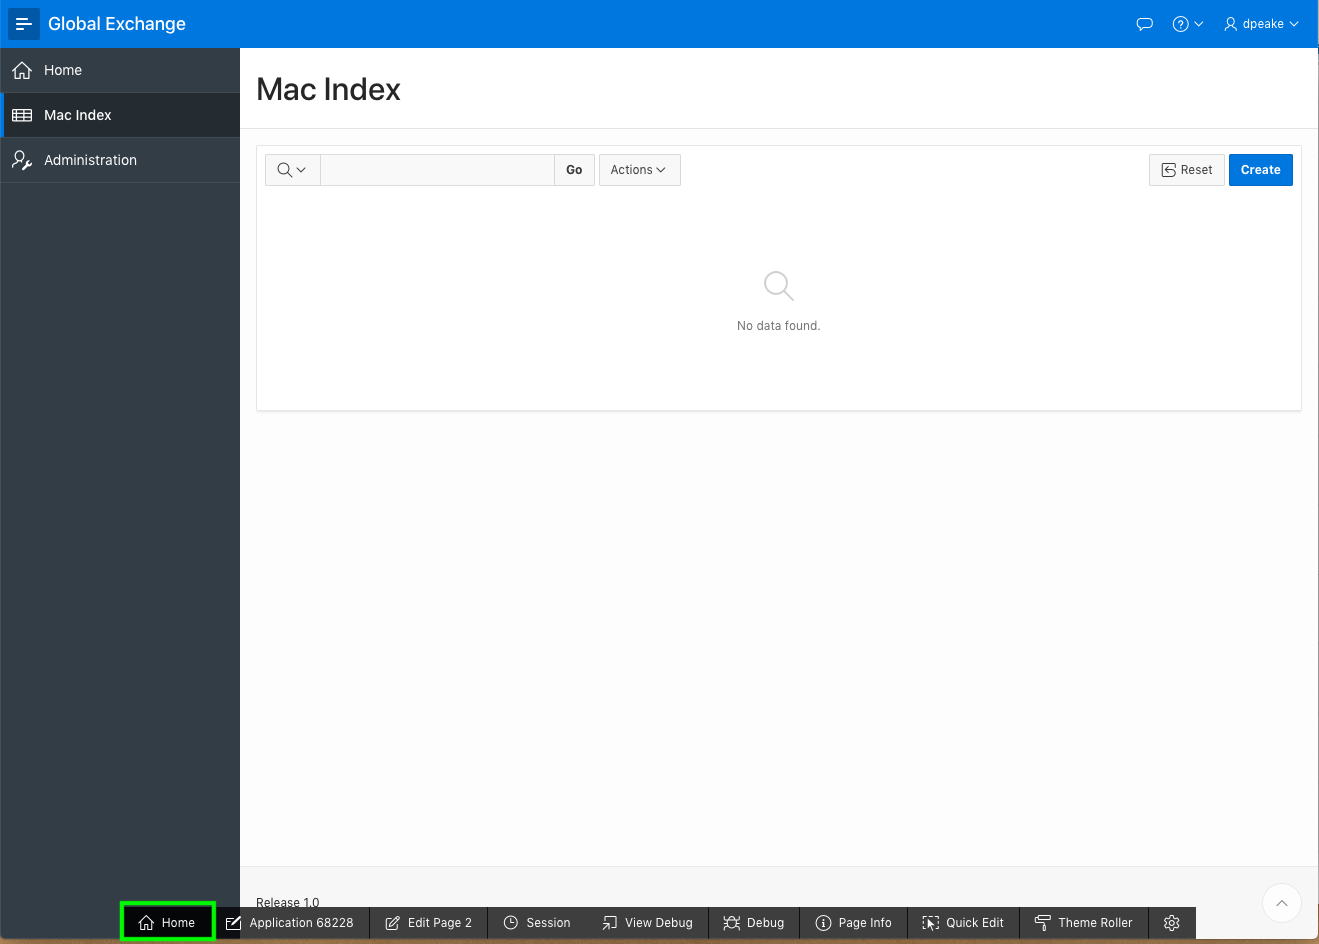 Global Exchange
dpeake
Home
Mac Index
Administration
Mac Index
Go
Actions
Reset
Create
No data found.
Release 1.0
Home
Application 68228
Edit Page 2
Session
View Debug
Debug
Page Info
Quick Edit
Theme Roller